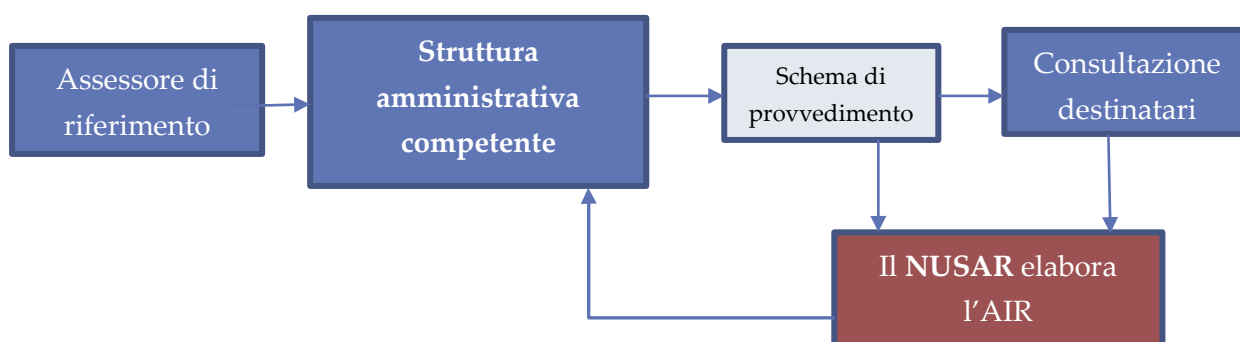 Assessore di
riferimento
Struttura
amministrativa
competente
Schema di
provvedimento
Consultazione
destinatari
Il NUSAR elabora
l’AIR